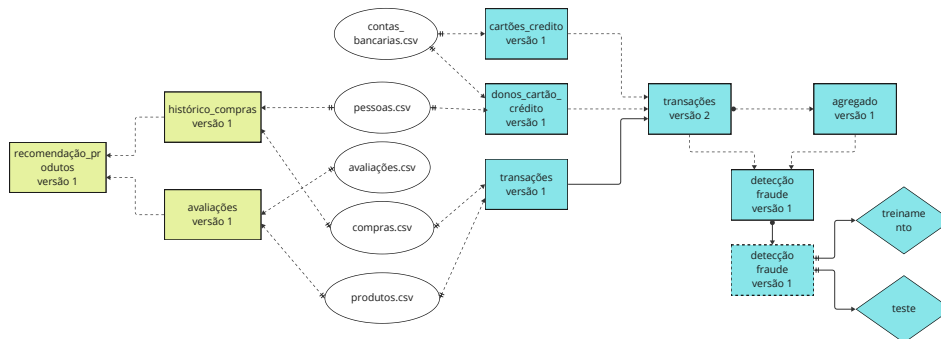 contas_
bancarias.csv
cartões_credito
versão 1
histórico_compras
versão 1
pessoas.csv
donos_cartão_
crédito
versão 1
transações
versão 2
agregado
versão 1
recomendação_pr
odutos
versão 1
avaliações.csv
transações
versão 1
avaliações
versão 1
compras.csv
detecção
fraude
versão 1
treiname
nto
detecção
fraude
versão 1
produtos.csv
teste